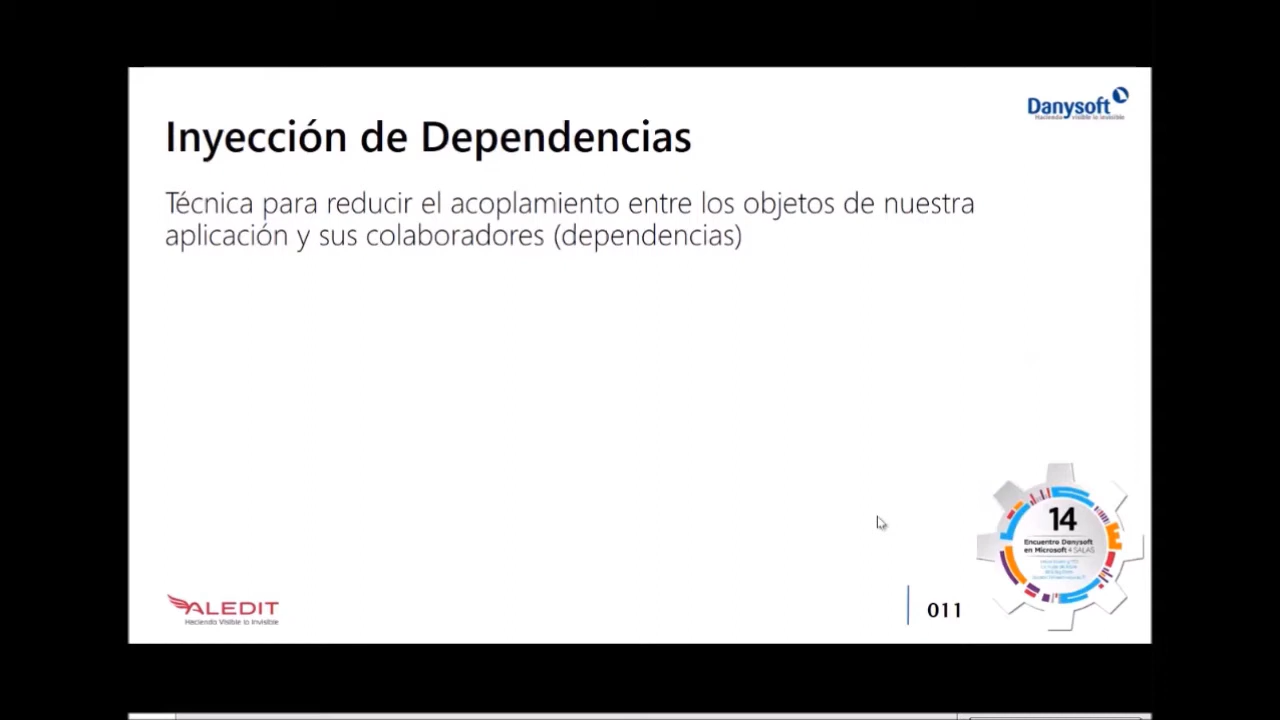 Danysoft
Haciendo visible lo invisible
Inyección de Dependencias
Técnica para reducir el acoplamiento entre los objetos de nuestra
aplicación y sus colaboradores (dependencias)
14
Encuentro Danysoft
en Microsoft 4 SALAS
ALEDIT
Haciendo Visible lo Invisible
011